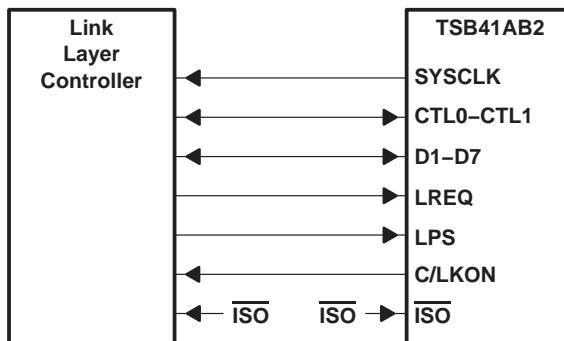 Link
Layer
Controller
TSB41AB2
SYSCLK
CTL0–CTL1
D1–D7
LREQ
LPS
C/LKON
ISO ISO ISO